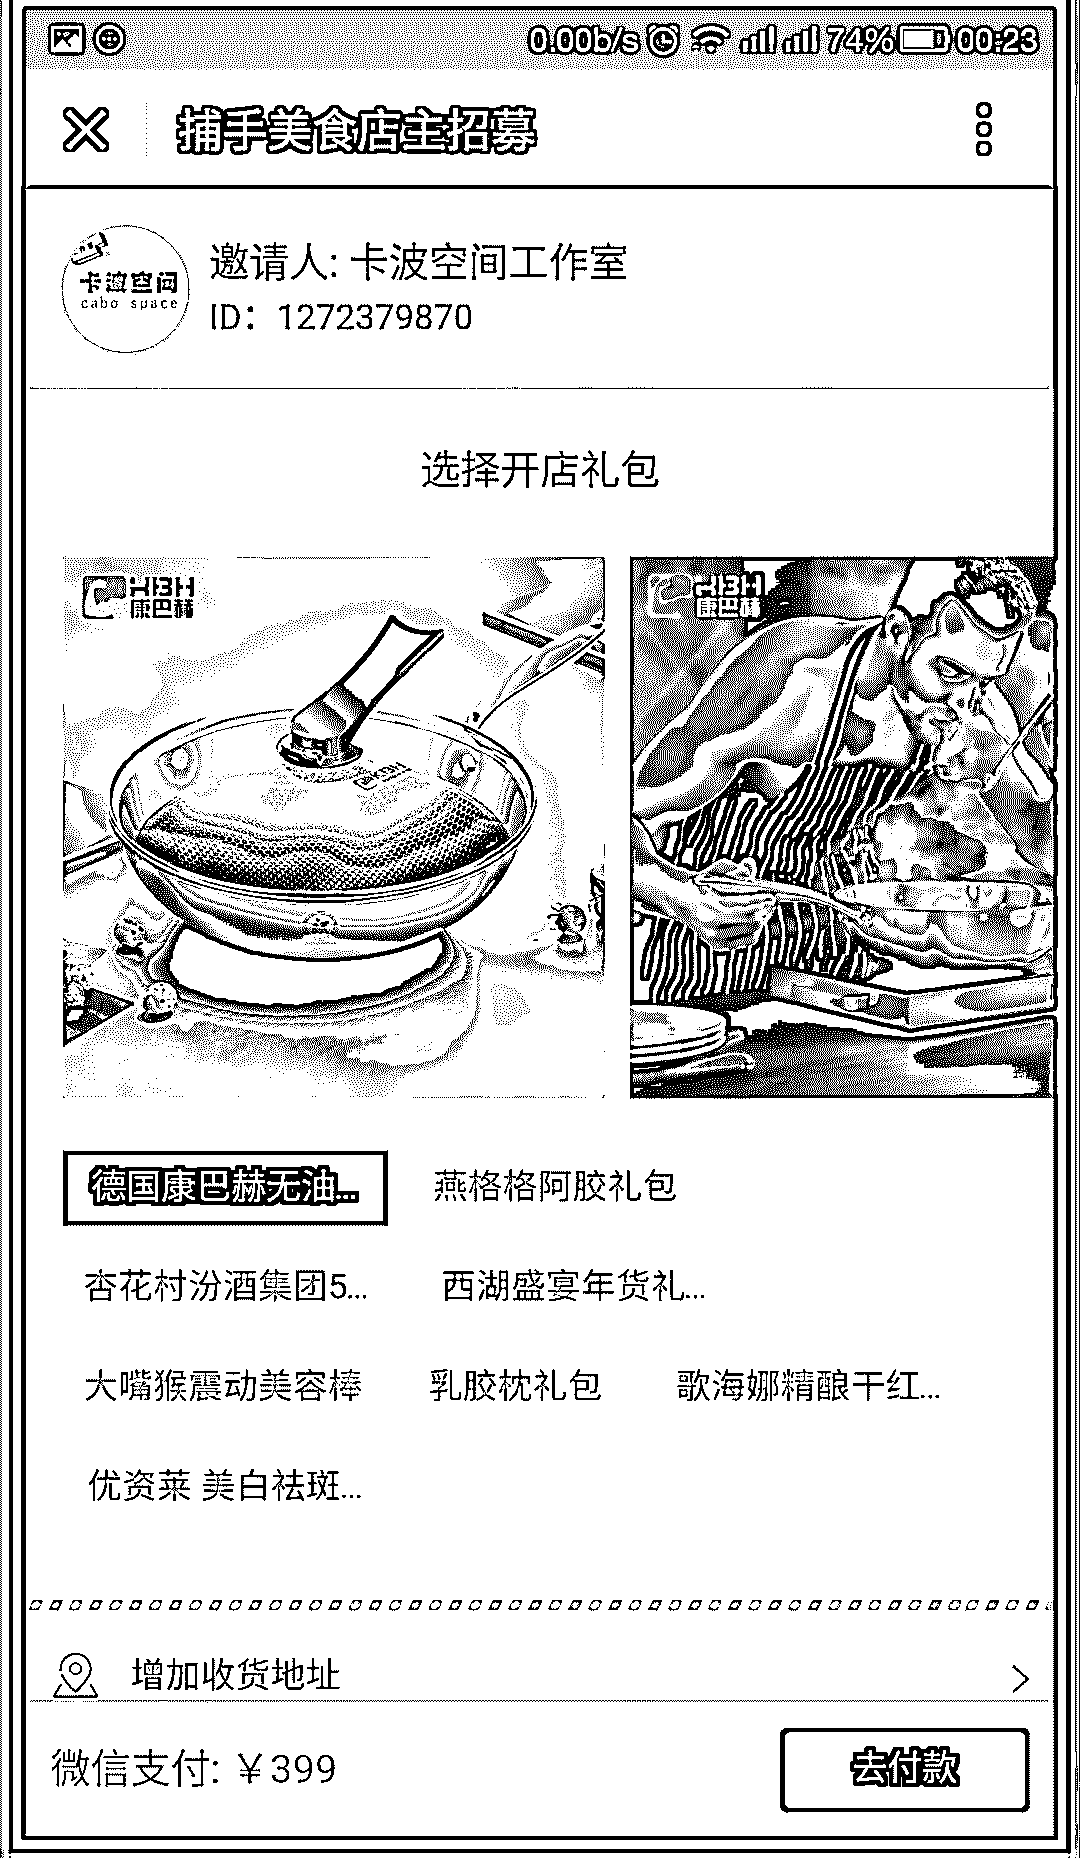 0.00b/s 74% 00:23
捕手美食店主招募
卡波空间
cabo space
邀请人: 卡波空间工作室
ID：1272379870
选择开店礼包
KBH
康巴赫
KBH
康巴赫
KBH
德国康巴赫无油... 燕格格阿胶礼包
杏花村汾酒集团5... 西湖盛宴年货礼...
大嘴猴震动美容棒 乳胶枕礼包 歌海娜精酿干红...
优资莱 美白祛斑...
增加收货地址
微信支付: ￥399 去付款